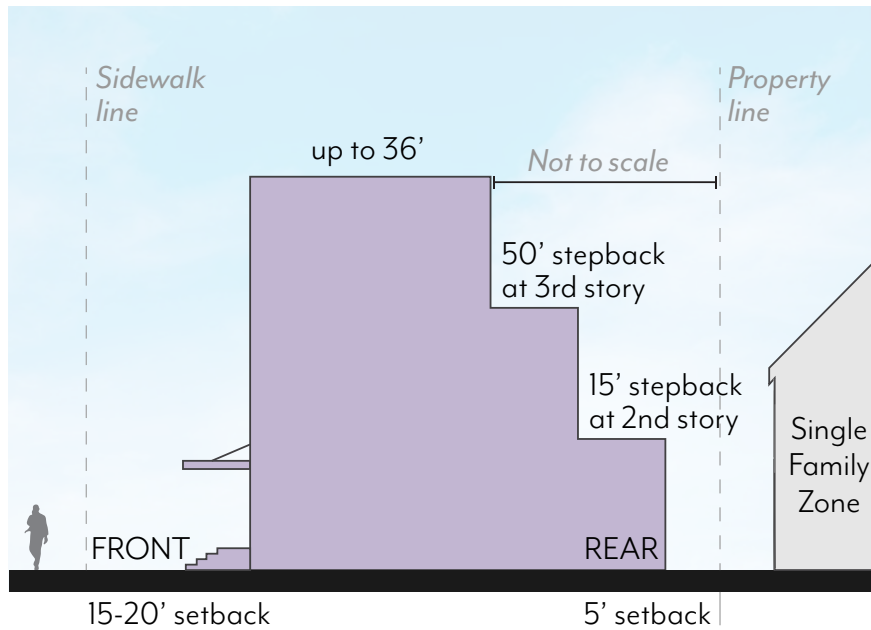 Sidewalk
line
Property
line
up to 36’
Not to scale
50’ stepback
at 3rd story
15’ stepback
at 2nd story
Single
Family
Zone
FRONT
REAR
15-20’ setback
5’ setback